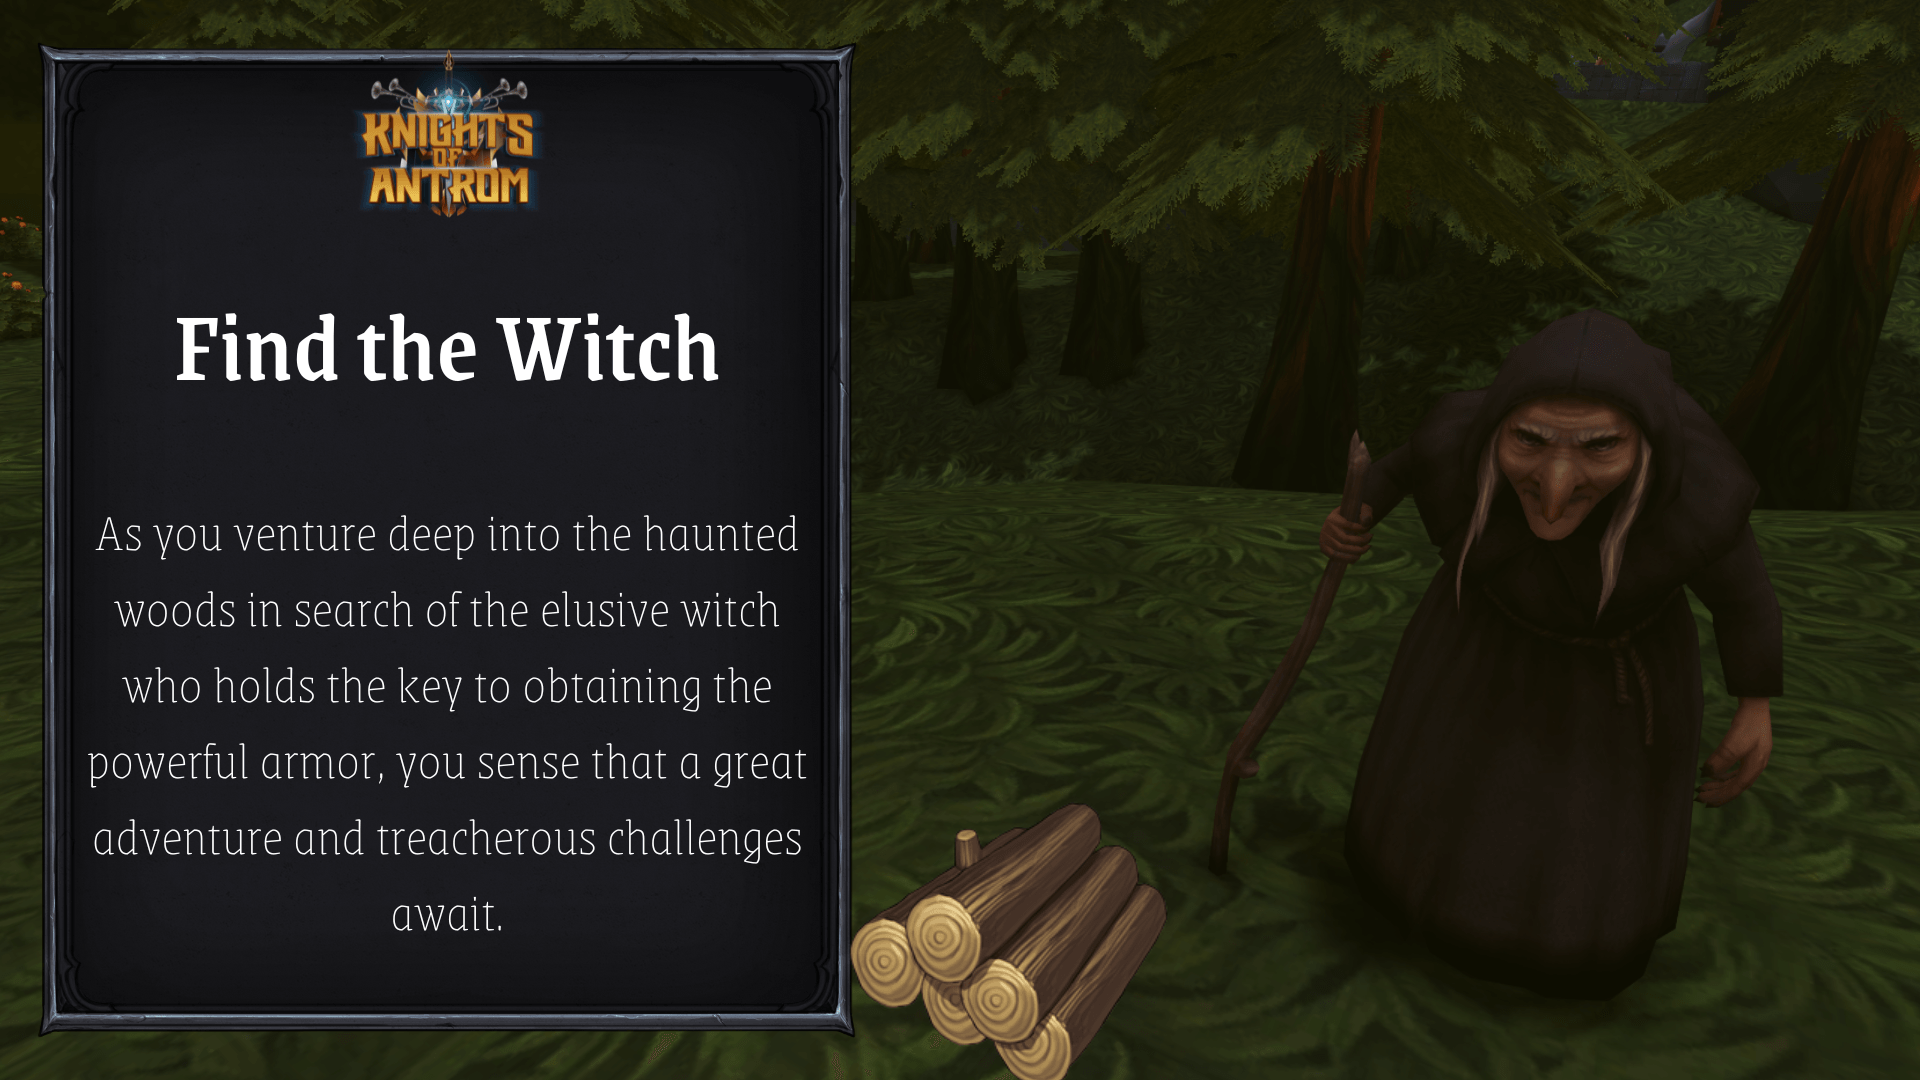 KNIGHTS
OF
ANTROM
Find the Witch
As you venture deep into the haunted
woods in search of the elusive witch
who holds the key to obtaining the
powerful armor, you sense that a great
adventure and treacherous challenges
await.